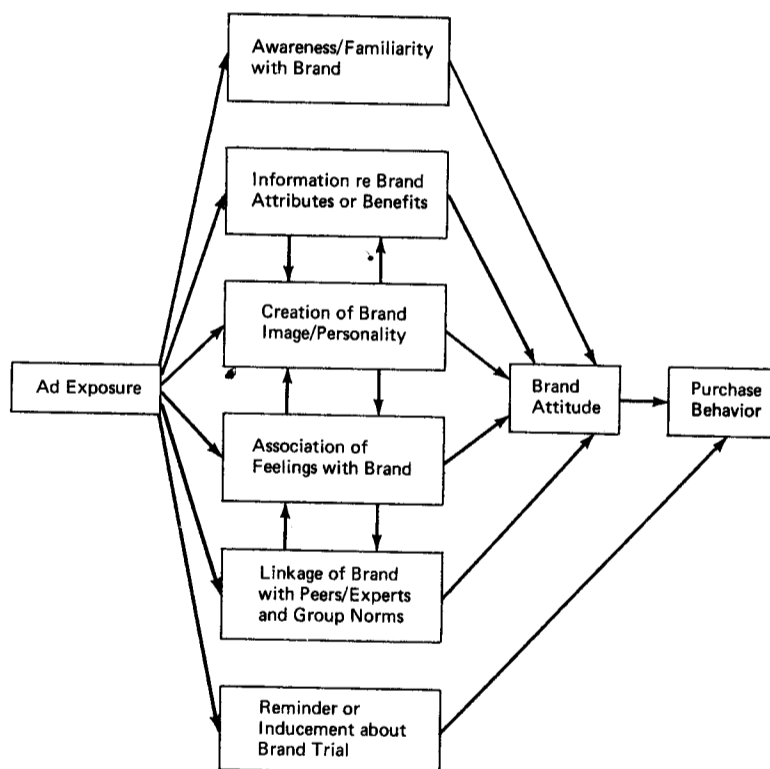 Awareness/Familiarity
with Brand
Information re Brand
Attributes or Benefits
Creation of Brand
Image/Personality
Ad Exposure
Brand
Attitude
Purchase
Behavior
Association of
Feelings with Brand
Linkage of Brand
with Peers/Experts
and Group Norms
Reminder or
Inducement about
Brand Trial